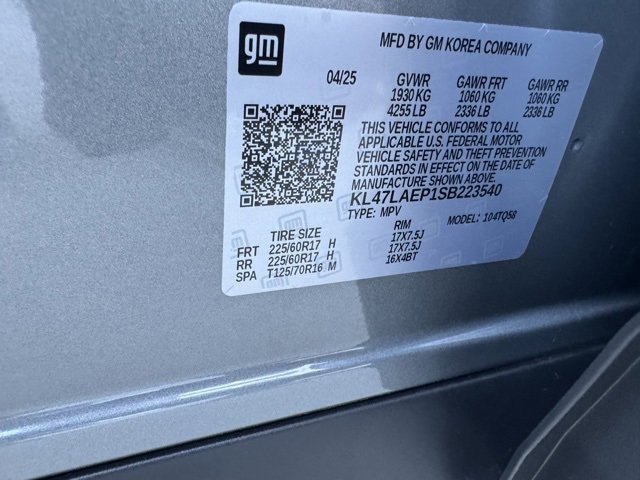 gm
MFD BY GM KOREA COMPANY
04/25 GVWR GAWR FRT GAWR RR
1930 KG 1060 KG 1060 KG
4255 LB 2336 LB 2336 LB
THIS VEHICLE CONFORMS TO ALL
APPLICABLE U.S. FEDERAL MOTOR
VEHICLE SAFETY AND THEFT PREVENTION
STANDARDS IN EFFECT ON THE DATE OF
MANUFACTURE SHOWN ABOVE.
KL47LAEP1SB223540
TYPE: MPV MODEL: 104TQ58
TIRE SIZE RIM
FRT 225/60R17 H 17X7.5J
RR 225/60R17 H 17X7.5J
SPA T125/70R16 M 16X4BT